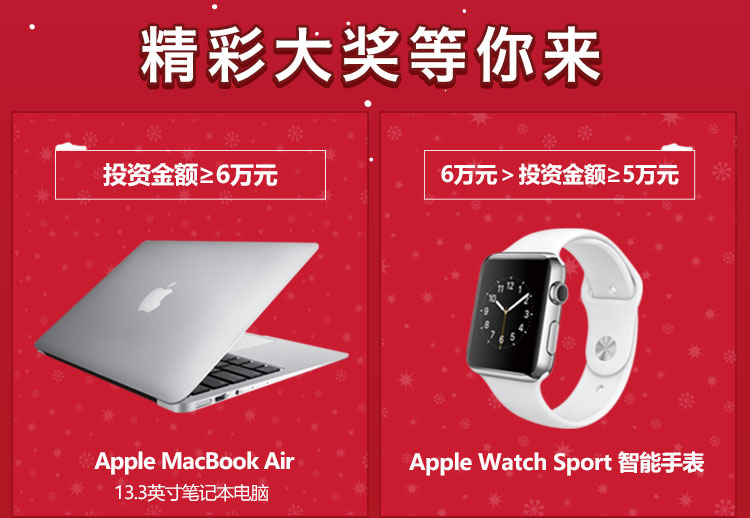 精彩大奖等你来
投资金额≥6万元
6万元＞投资金额≥5万元
Apple MacBook Air
13.3英寸笔记本电脑
Apple Watch Sport 智能手表